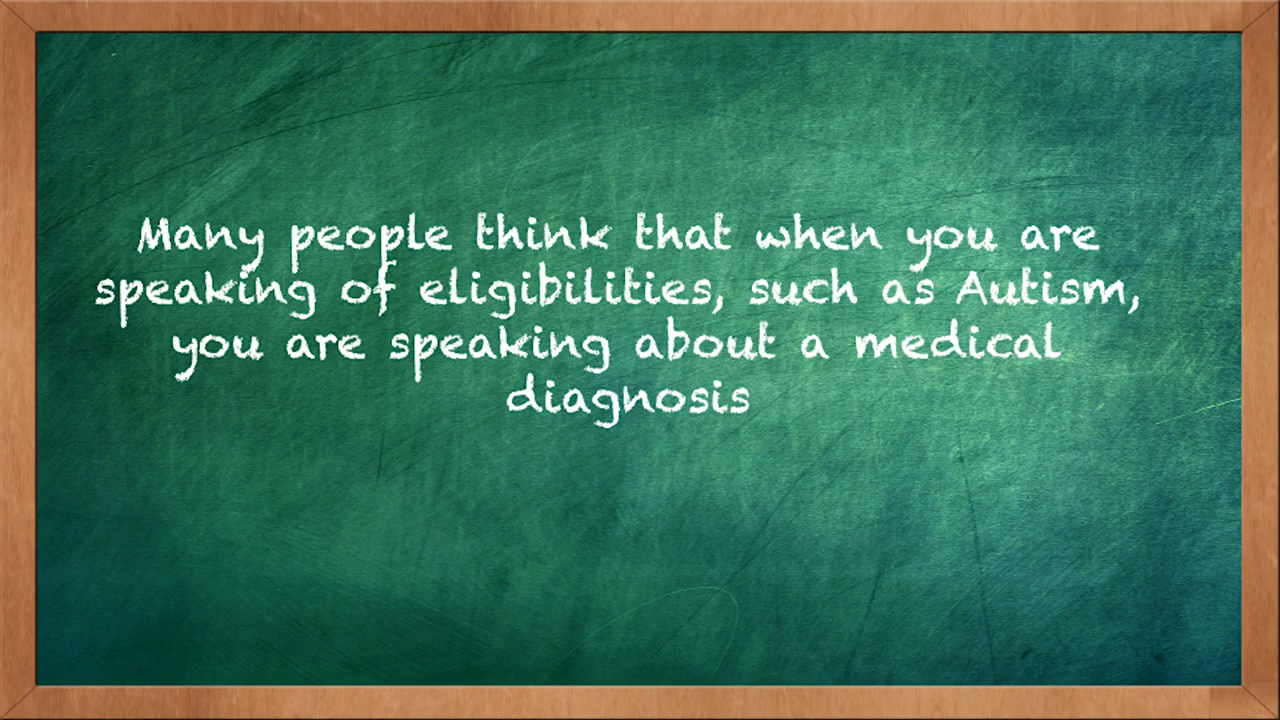 Many people think that when you are
speaking of eligibilities, such as Autism,
you are speaking about a medical
diagnosis